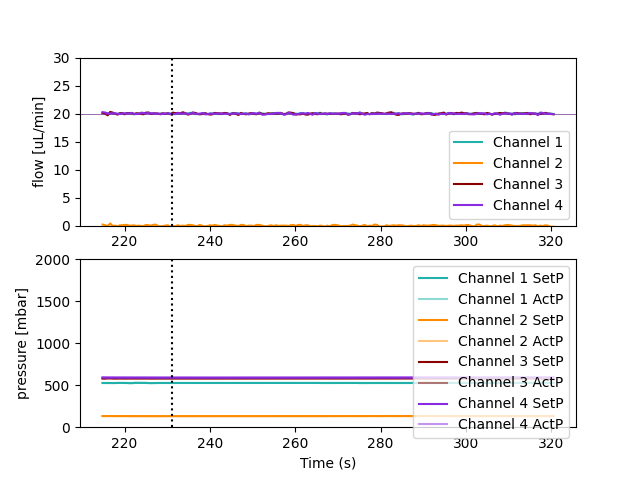 30
25
20
15
10
5
0
flow [uL/min]
Channel 1
Channel 2
Channel 3
Channel 4
220 240 260 280 300 320
2000
1500
1000
500
0
pressure [mbar]
Channel 1 SetP
Channel 1 ActP
Channel 2 SetP
Channel 2 ActP
Channel 3 SetP
Channel 3 ActP
Channel 4 SetP
Channel 4 ActP
220 240 260 280 300 320
Time (s)